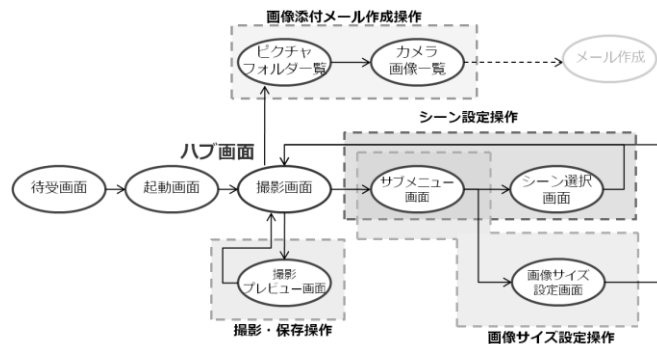 画像添付メール作成操作
ピクチャ
フォルダ一覧
カメラ
画像一覧
メール作成
シーン設定操作
ハブ画面
待受画面
起動画面
撮影画面
サブメニュー
画面
シーン選択
画面
撮影
プレビュー画面
画像サイズ
設定画面
撮影・保存操作
画像サイズ設定操作